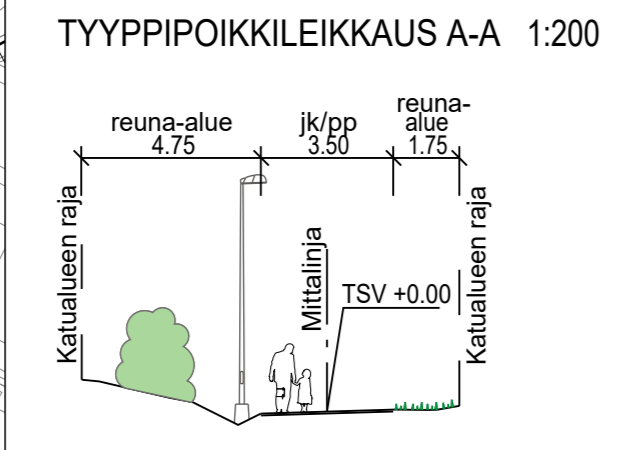 TYYPPIPOIKKILEIKKAUS A-A 1:200
reuna-alue
4.75
jk/pp
3.50
reuna-
alue
1.75
Katualueen raja
Mittalinja
TSV +0.00
Katualueen raja